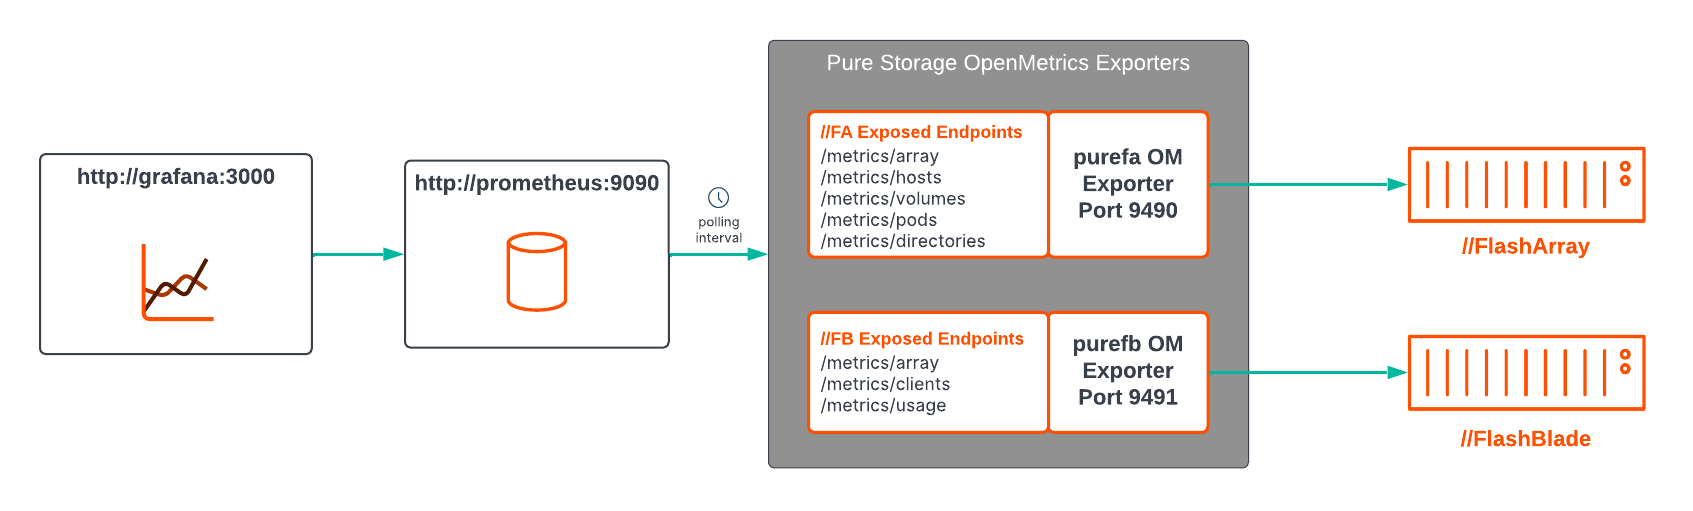 http://grafana:3000
http://prometheus:9090
polling
interval
Pure Storage OpenMetrics Exporters
//FA Exposed Endpoints
/metrics/array
/metrics/hosts
/metrics/volumes
/metrics/pods
/metrics/directories
purefa OM
Exporter
Port 9490
//FlashArray
//FB Exposed Endpoints
/metrics/array
/metrics/clients
/metrics/usage
purefb OM
Exporter
Port 9491
//FlashBlade